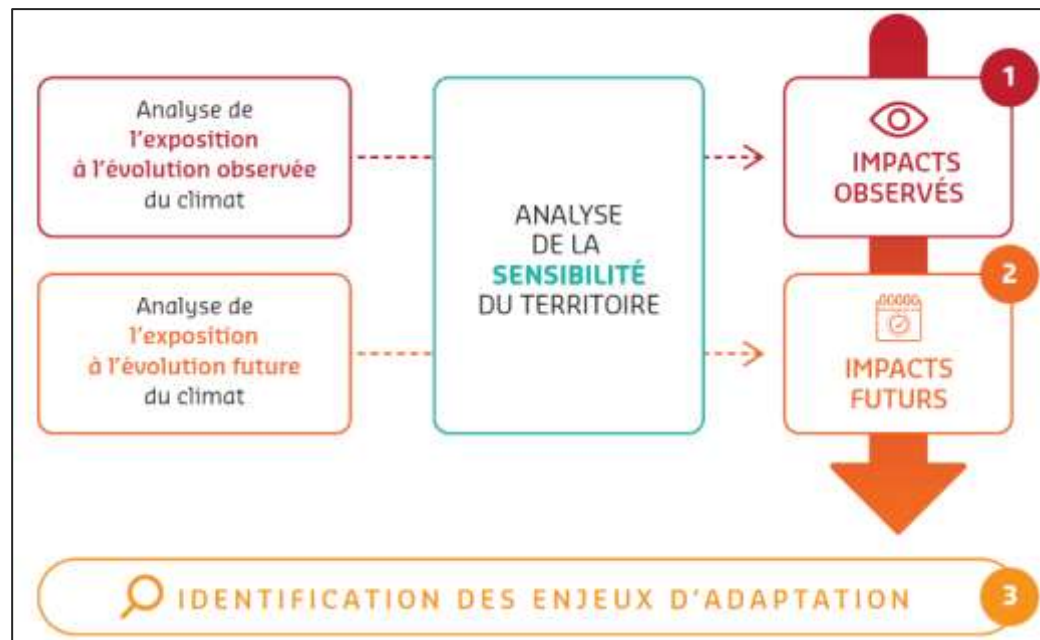 Analyse de
l'exposition
à l'évolution observée
du climat
ANALYSE
DE LA
SENSIBILITÉ
DU TERRITOIRE
1
IMPACTS
OBSERVÉS
Analyse de
l'exposition
à l'évolution future
du climat
2
IMPACTS
FUTURS
IDENTIFICATION DES ENJEUX D'ADAPTATION
3